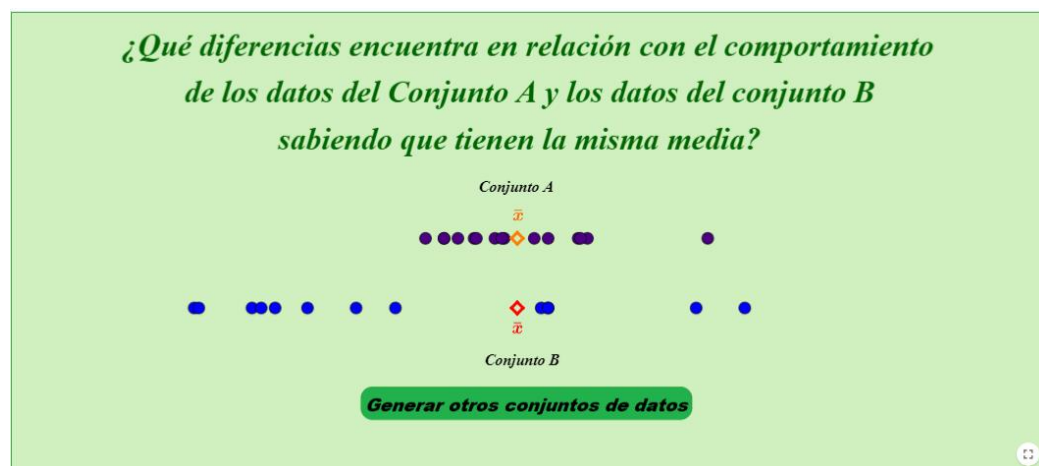 ¿Qué diferencias encuentra en relación con el comportamiento
de los datos del Conjunto A y los datos del conjunto B
sabiendo que tienen la misma media?
Conjunto A
x̄
x̄
Conjunto B
Generar otros conjuntos de datos